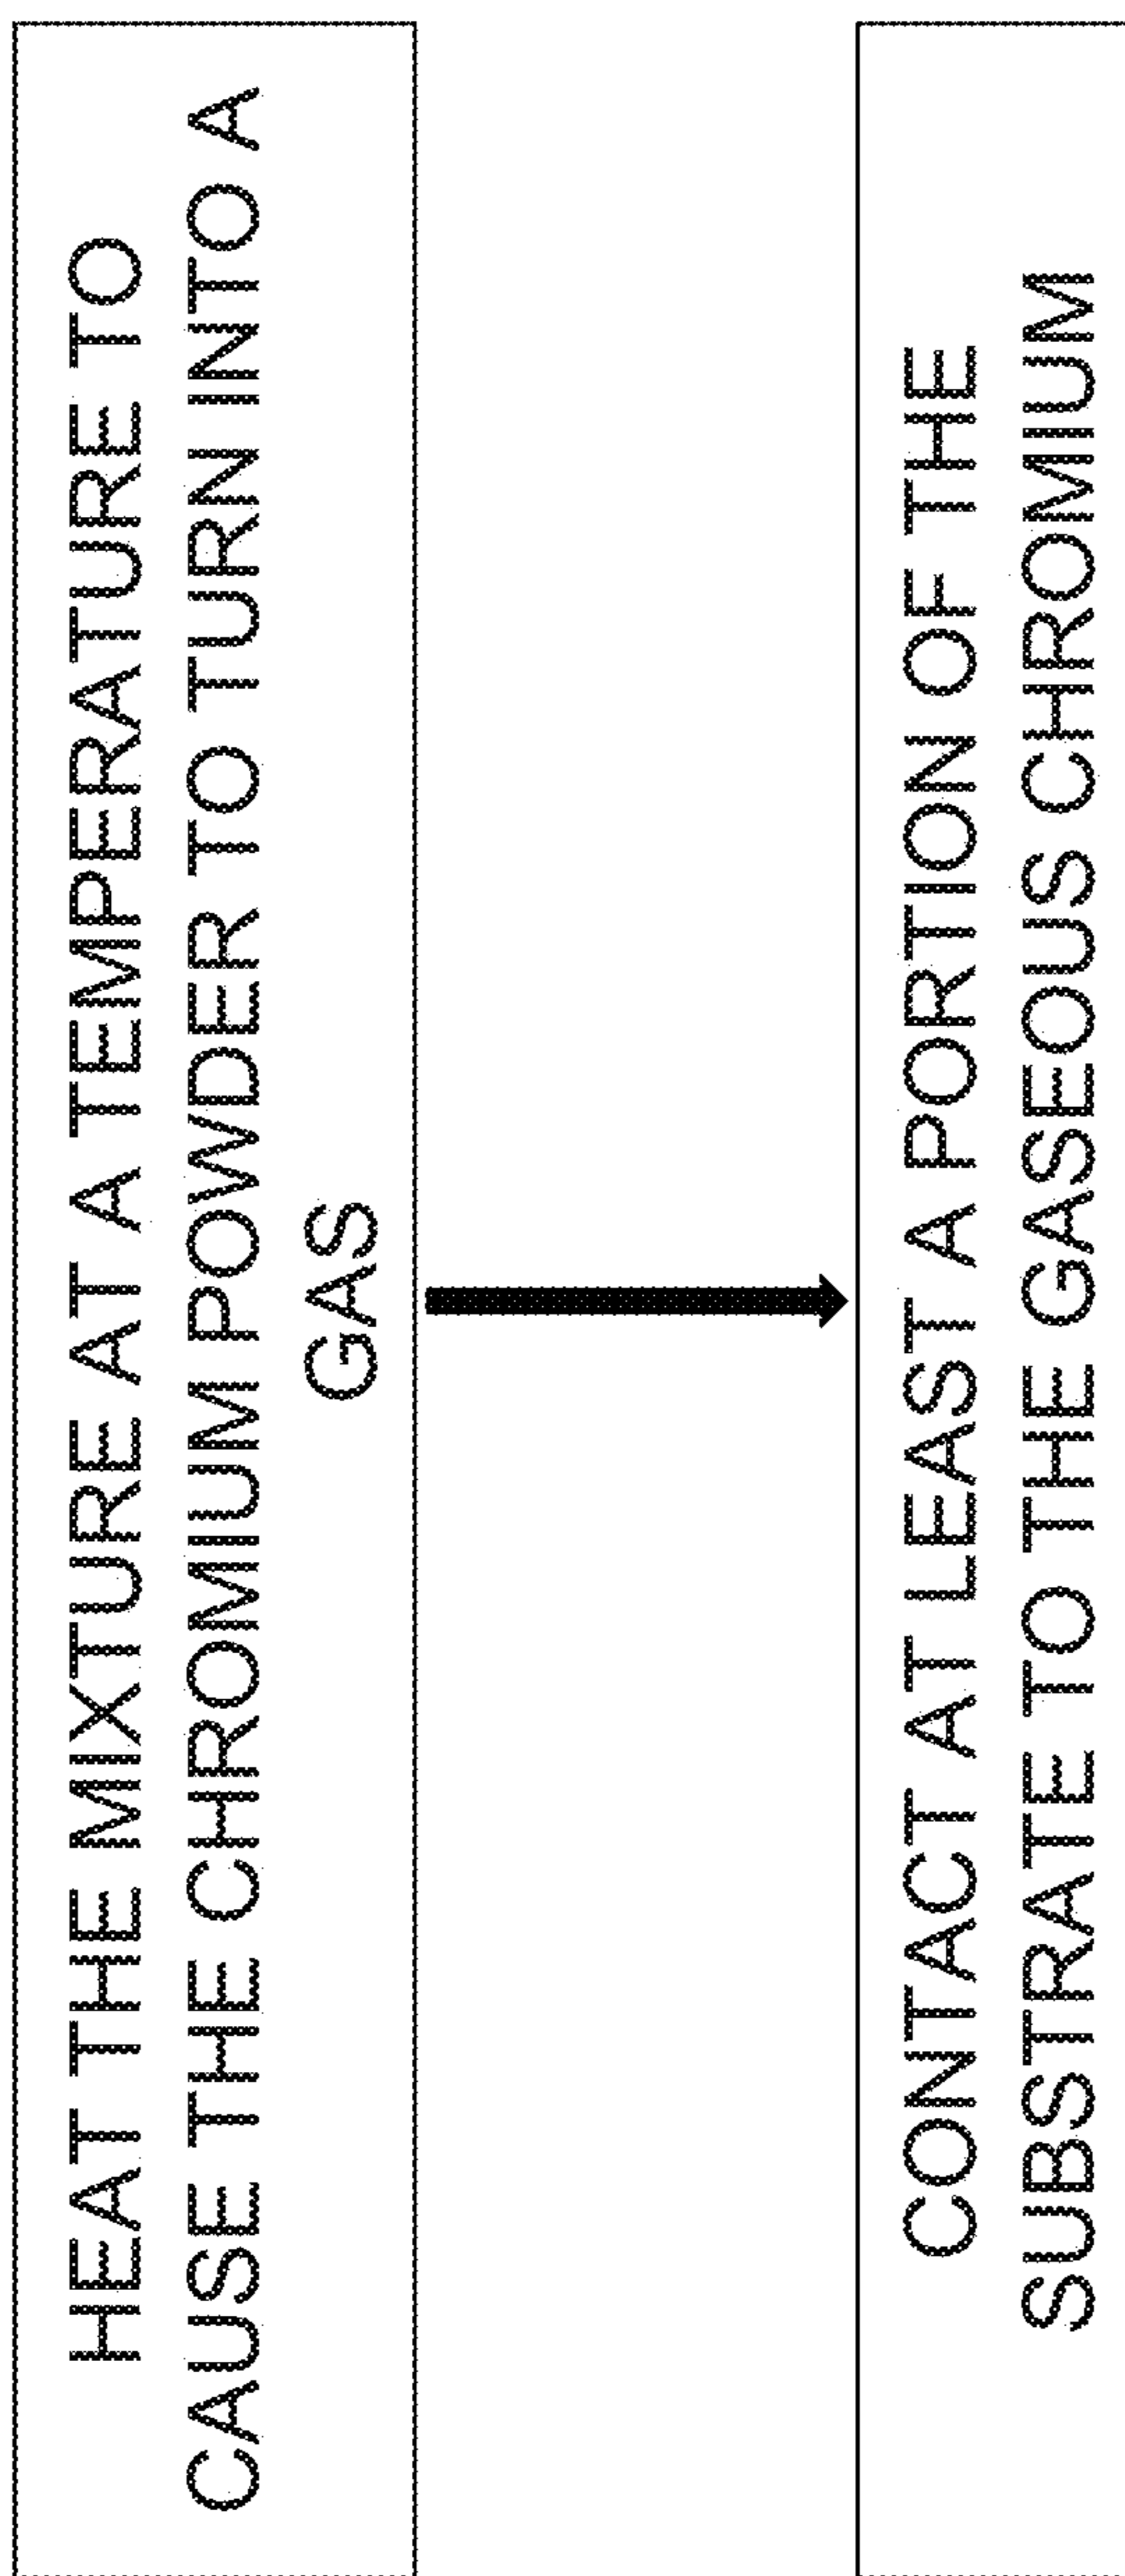 HEAT THE MIXTURE AT A TEMPERATURE TO
CAUSE THE CHROMIUM POWDER TO TURN INTO A
GAS
CONTACT AT LEAST A PORTION OF THE
SUBSTRATE TO THE GASEOUS CHROMIUM